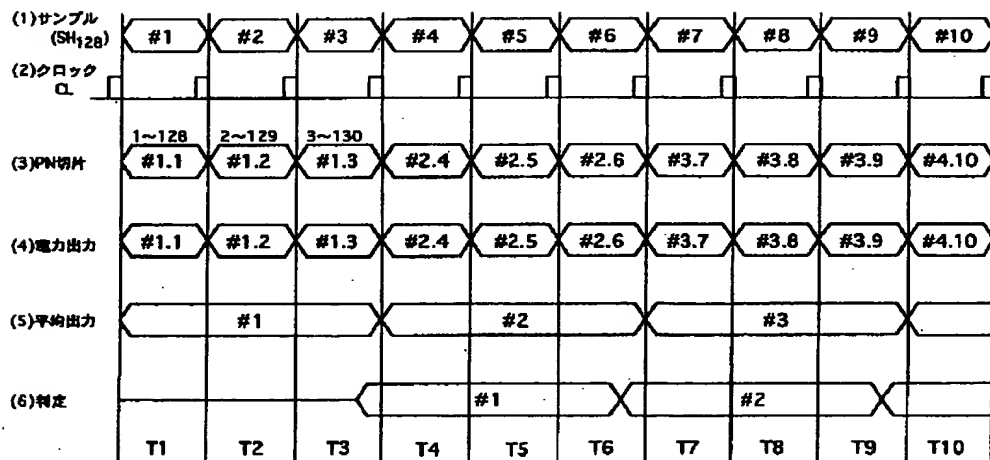 (1)サンプル
(SH128)
#1 #2 #3 #4 #5 #6 #7 #8 #9 #10
(2)クロック
CL
1~128 2~129 3~130
(3)PN切片
#1.1 #1.2 #1.3 #2.4 #2.5 #2.6 #3.7 #3.8 #3.9 #4.10
(4)電力出力
#1.1 #1.2 #1.3 #2.4 #2.5 #2.6 #3.7 #3.8 #3.9 #4.10
(5)平均出力
#1 #2 #3
(6)判定
#1 #2
T1 T2 T3 T4 T5 T6 T7 T8 T9 T10